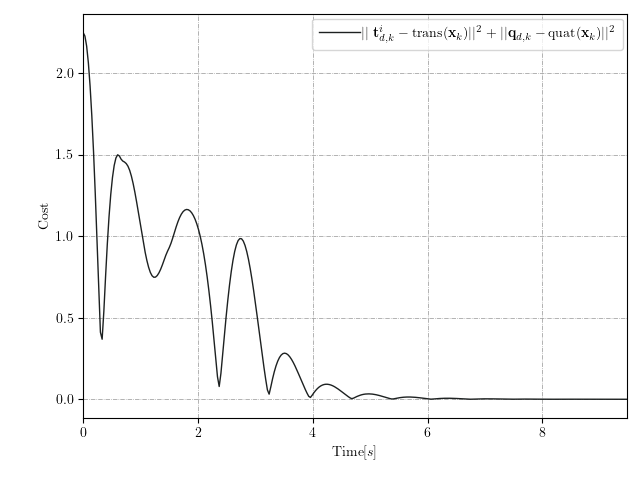 || t^i_{d,k} − trans(x_k)||^2 + ||q_{d,k} − quat(x_k)||^2
2.0
1.5
1.0
0.5
0.0
Cost
0 2 4 6 8
Time[s]